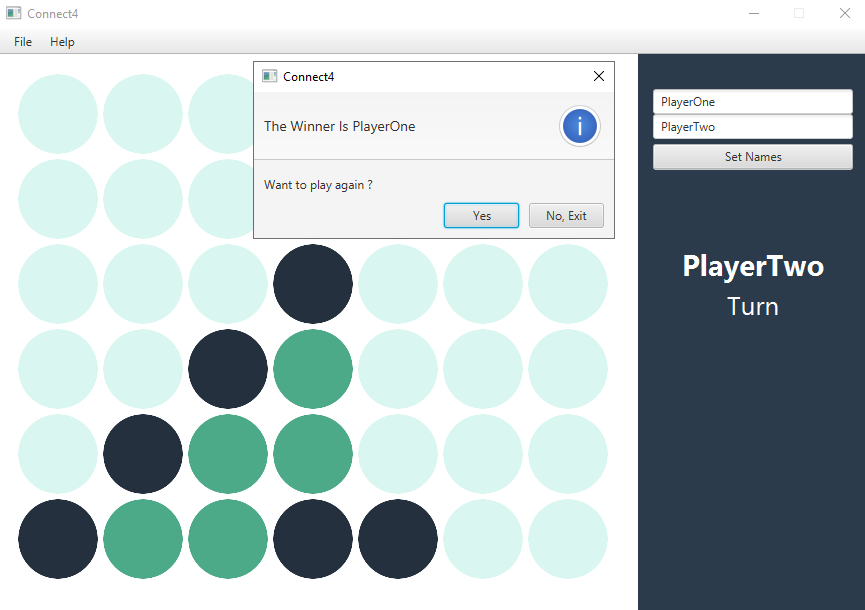 Connect4
File Help
Connect4
The Winner Is PlayerOne
i
Want to play again ?
Yes No, Exit
PlayerOne
PlayerTwo
Set Names
PlayerTwo
Turn